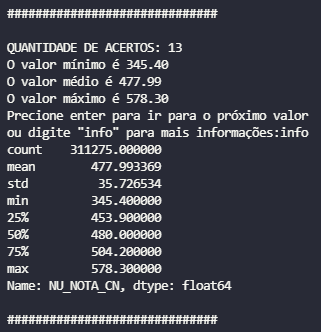 ##############################
QUANTIDADE DE ACERTOS: 13
O valor mínimo é 345.40
O valor médio é 477.99
O valor máximo é 578.30
Precione enter para ir para o próximo valor
ou digite "info" para mais informações:info
count    311275.000000
mean        477.993369
std          35.726534
min         345.400000
25%         453.900000
50%         480.000000
75%         504.200000
max         578.300000
Name: NU_NOTA_CN, dtype: float64
##############################